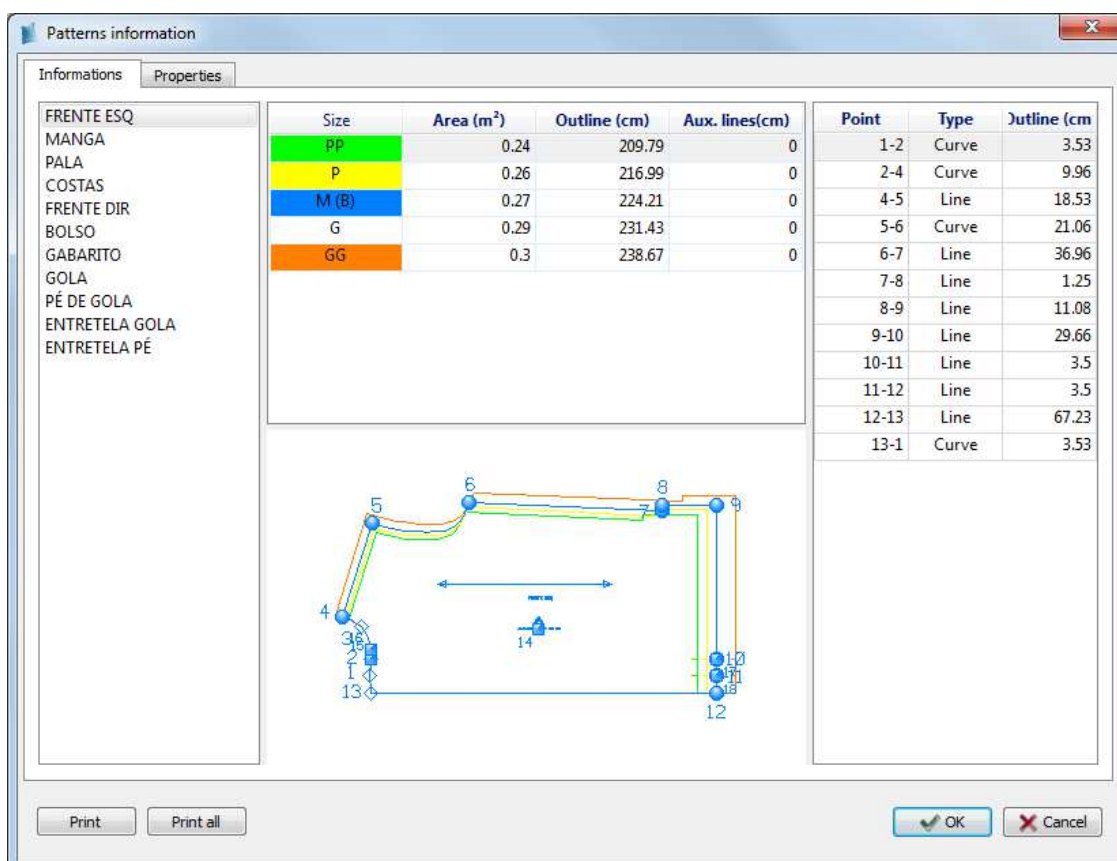 Patterns information
Informations Properties
FRENTE ESQ
MANGA
PALA
COSTAS
FRENTE DIR
BOLSO
GABARITO
GOLA
PÉ DE GOLA
ENTRETELA GOLA
ENTRETELA PÉ
Size Area (m²) Outline (cm) Aux. lines(cm)
PP 0.24 209.79 0
P 0.26 216.99 0
M (B) 0.27 224.21 0
G 0.29 231.43 0
GG 0.3 238.67 0
Point Type Outline (cm
1-2 Curve 3.53
2-4 Curve 9.96
4-5 Line 18.53
5-6 Curve 21.06
6-7 Line 36.96
7-8 Line 1.25
8-9 Line 11.08
9-10 Line 29.66
10-11 Line 3.5
11-12 Line 3.5
12-13 Line 67.23
13-1 Curve 3.53
6
8
5
7
9
4
3
16
15
14
2
10
1
17
11
13
18
12
Print Print all OK Cancel